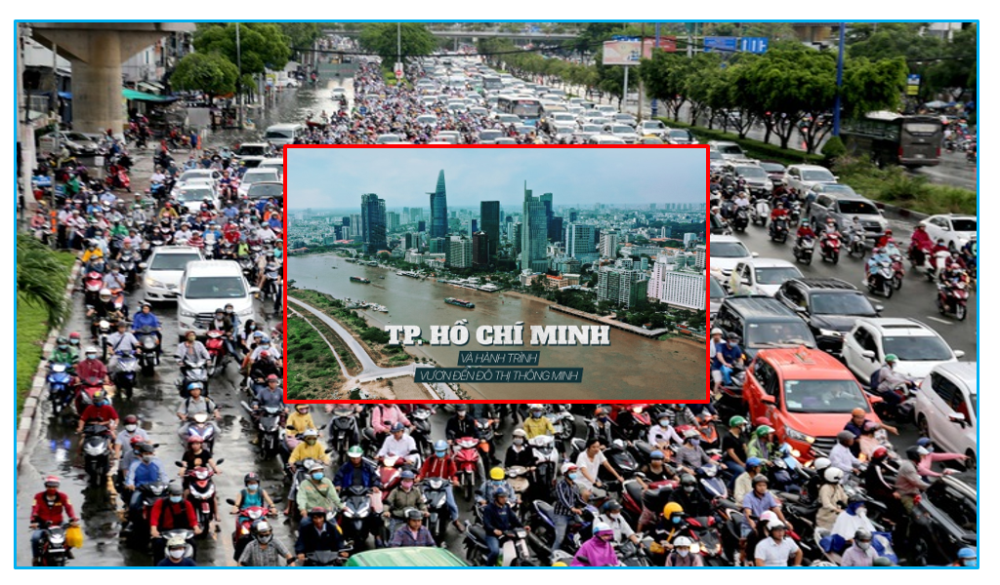 TP. HỒ CHÍ MINH
VÀ HÀNH TRÌNH
VƯƠN ĐẾN ĐÔ THỊ THÔNG MINH